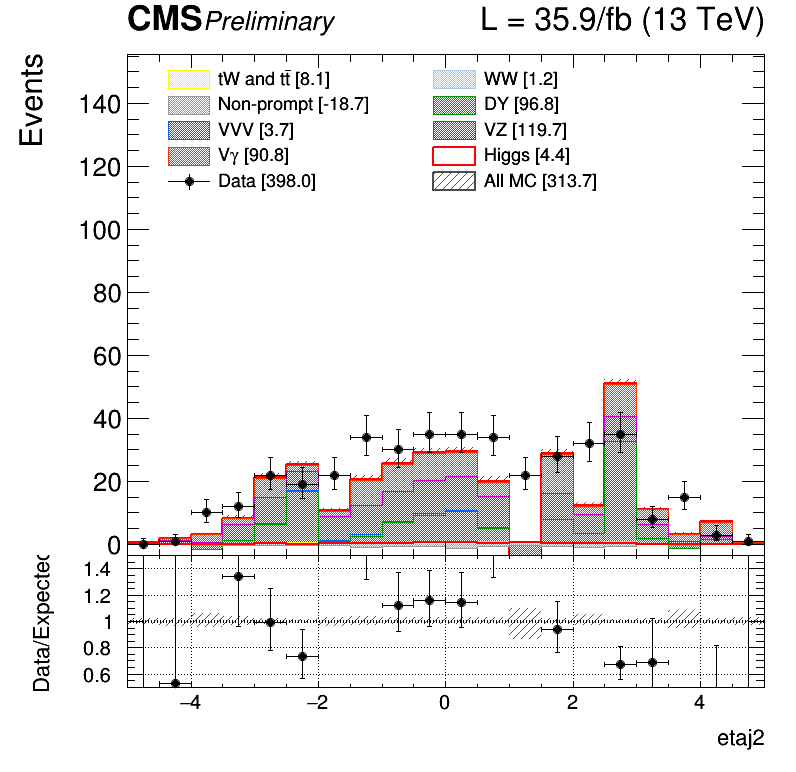 CMS Preliminary L = 35.9/fb (13 TeV)
Events
tW and tt̄ [8.1] WW [1.2]
Non-prompt [-18.7] DY [96.8]
VVV [3.7] VZ [119.7]
Vγ [90.8] Higgs [4.4]
Data [398.0] All MC [313.7]
140
120
100
80
60
40
20
0
Data/Expected
1.4
1.2
1
0.8
0.6
−4 −2 0 2 4
etaj2